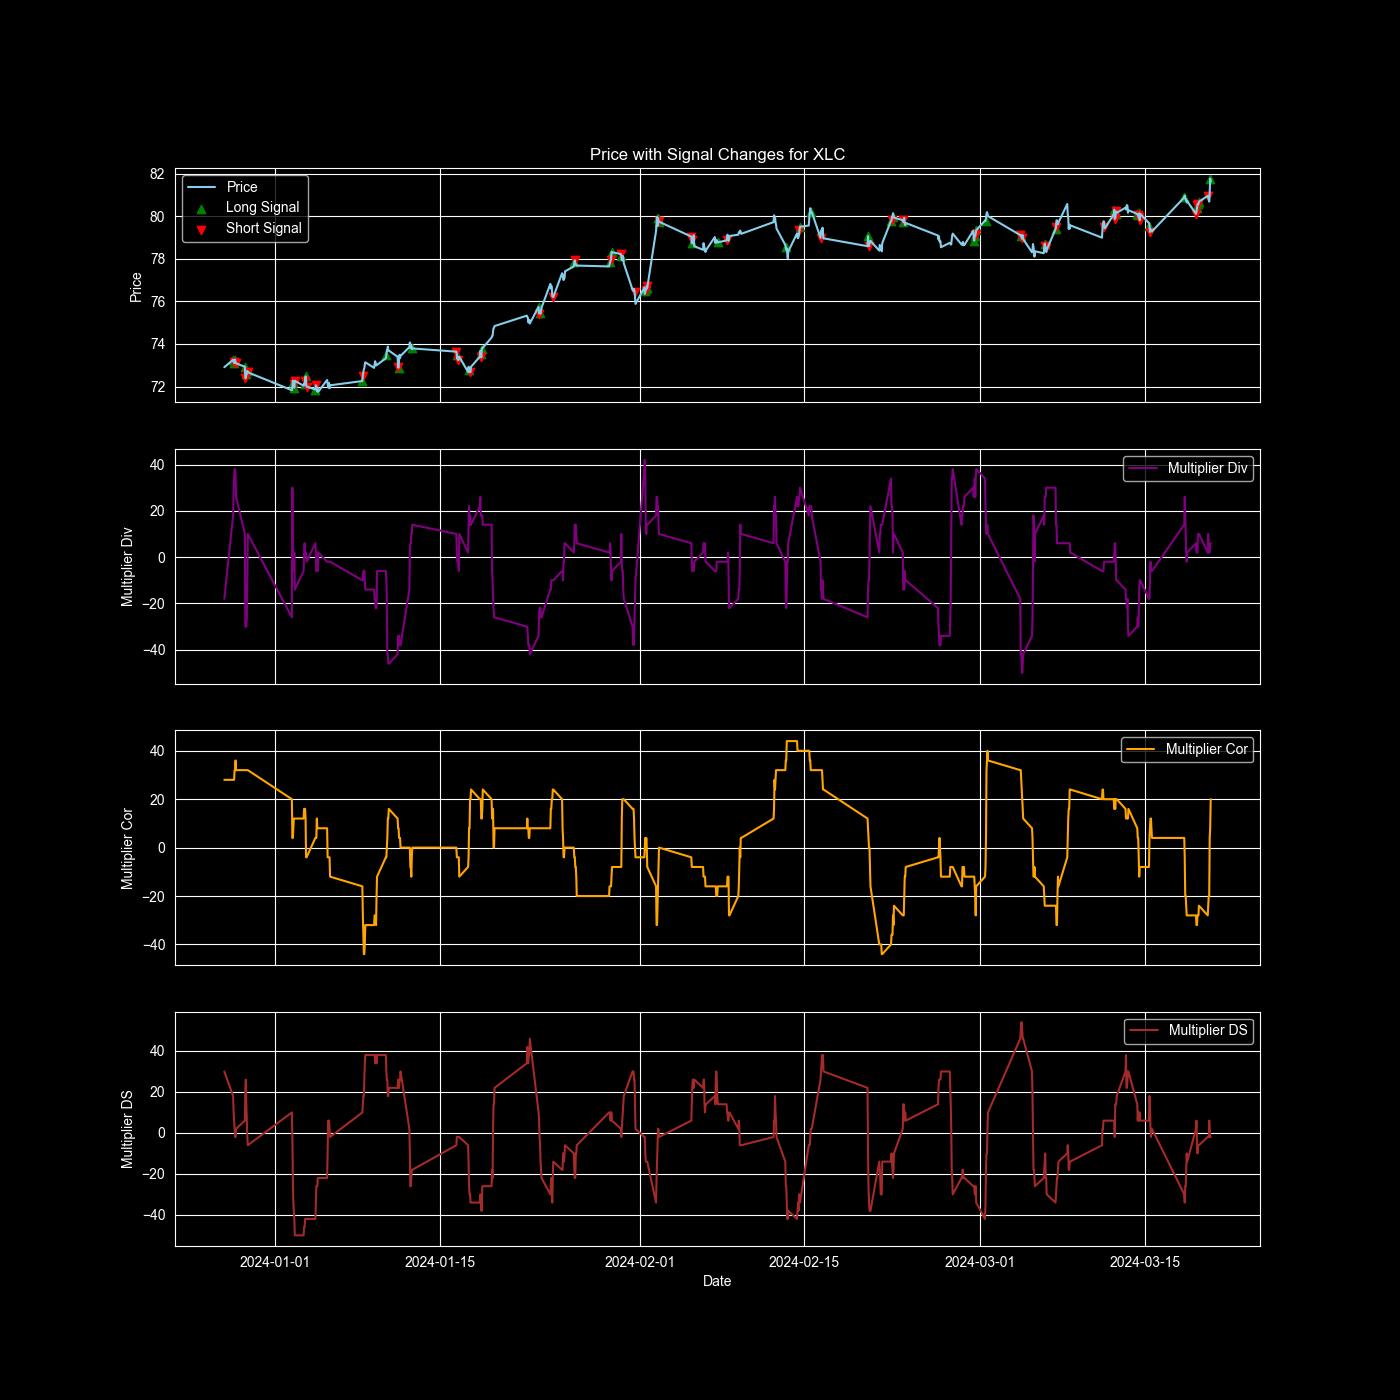 Price with Signal Changes for XLC
82
80
78
76
74
72
Price
Price
Long Signal
Short Signal
40
20
0
−20
−40
Multiplier Div
Multiplier Div
40
20
0
−20
−40
Multiplier Cor
Multiplier Cor
40
20
0
−20
−40
Multiplier DS
Multiplier DS
2024-01-01 2024-01-15 2024-02-01 2024-02-15 2024-03-01 2024-03-15
Date